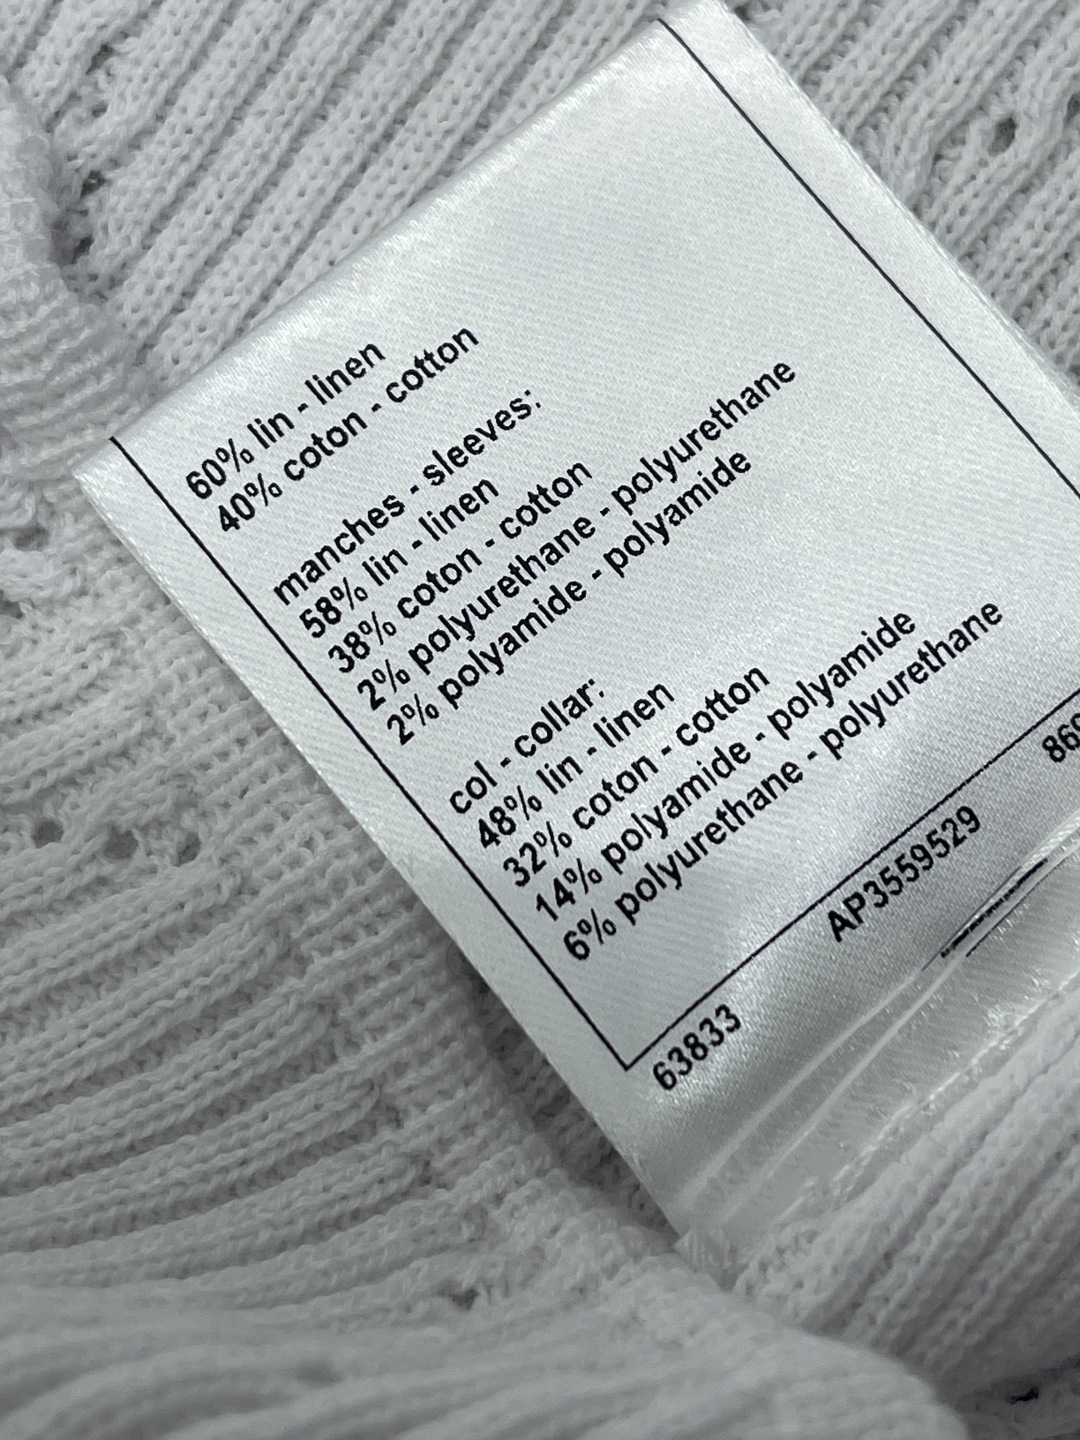 60% lin - linen
40% coton - cotton
manches - sleeves:
58% lin - linen
38% coton - cotton
2% polyurethane - polyurethane
2% polyamide - polyamide
col - collar:
48% lin - linen
32% coton - cotton
14% polyamide - polyamide
6% polyurethane - polyurethane
63833 AP3559529